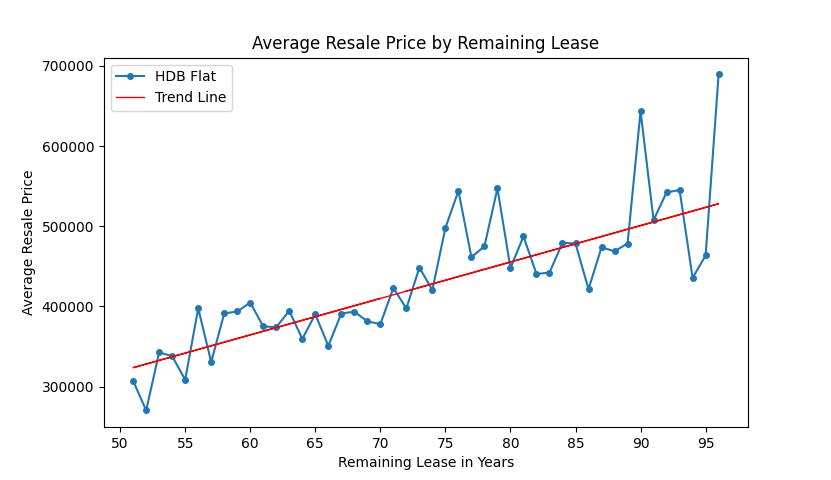 Average Resale Price by Remaining Lease
HDB Flat
Trend Line
Average Resale Price
700000
600000
500000
400000
300000
50 55 60 65 70 75 80 85 90 95
Remaining Lease in Years